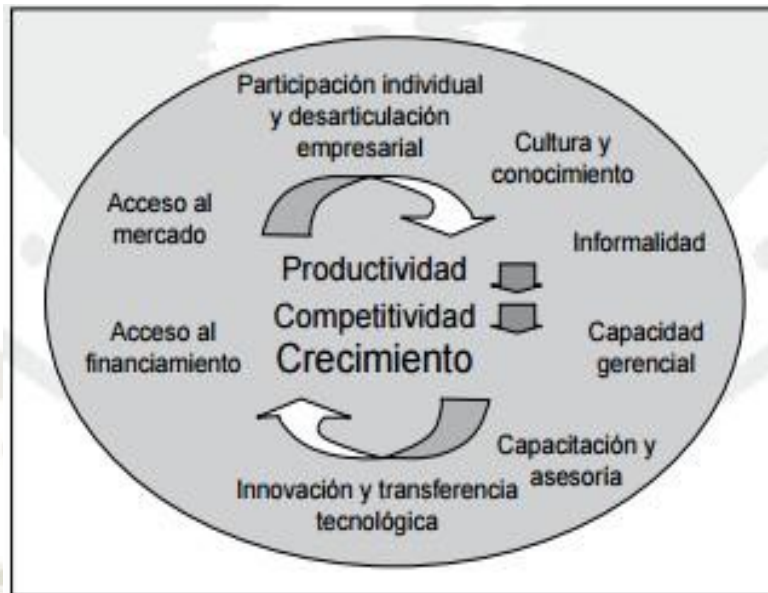 Participación individual
y desarticulación
empresarial
Cultura y
conocimiento
Acceso al
mercado
Informalidad
Productividad
Competitividad
Crecimiento
Acceso al
financiamiento
Capacidad
gerencial
Capacitación y
asesoría
Innovación y transferencia
tecnológica